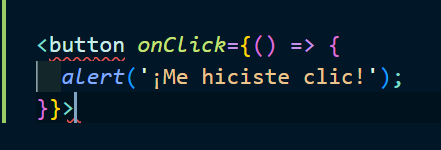 <button onClick={() => {
alert('¡Me hiciste clic!');
}}>